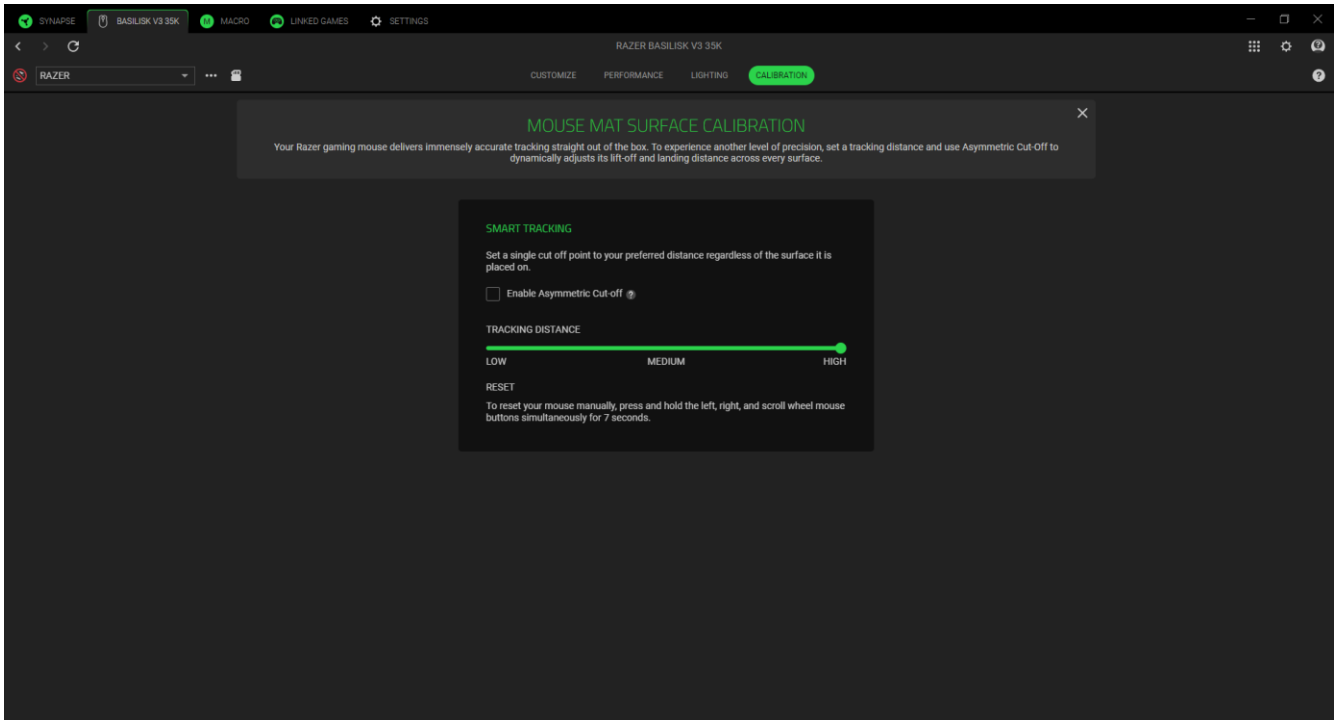 SYNAPSE
BASILISK V3 35K
MACRO
LINKED GAMES
SETTINGS
RAZER BASILISK V3 35K
RAZER
CUSTOMIZE
PERFORMANCE
LIGHTING
CALIBRATION
MOUSE MAT SURFACE CALIBRATION
Your Razer gaming mouse delivers immensely accurate tracking straight out of the box. To experience another level of precision, set a tracking distance and use Asymmetric Cut-Off to
dynamically adjusts its lift-off and landing distance across every surface.
SMART TRACKING
Set a single cut off point to your preferred distance regardless of the surface it is
placed on.
Enable Asymmetric Cut-off ?
TRACKING DISTANCE
LOW MEDIUM HIGH
RESET
To reset your mouse manually, press and hold the left, right, and scroll wheel mouse
buttons simultaneously for 7 seconds.